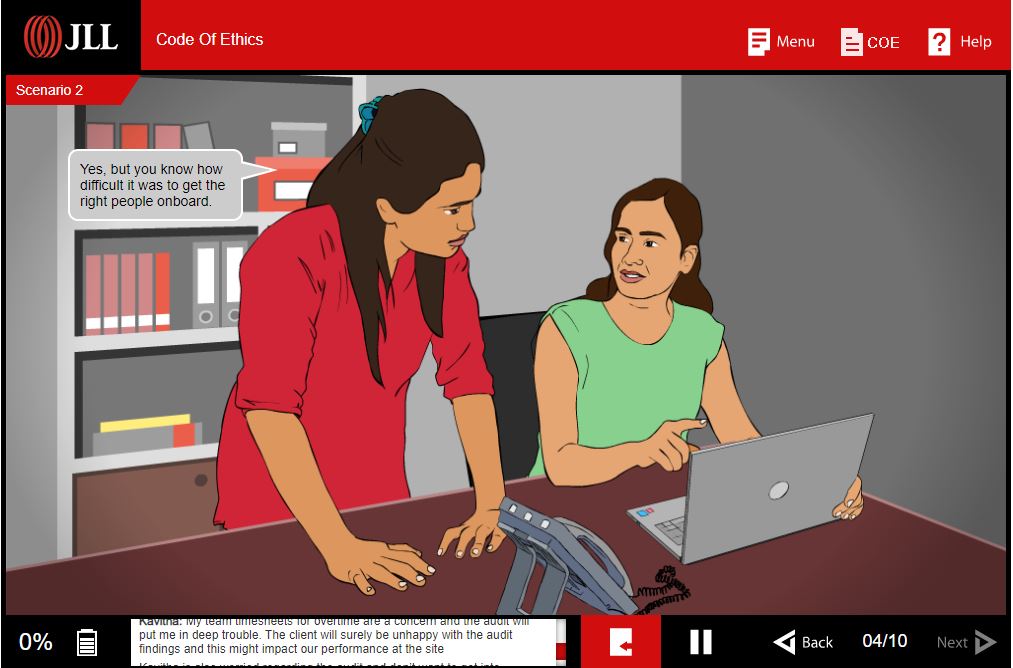 JLL
Code Of Ethics
Menu
COE
Help
Scenario 2
Yes, but you know how
difficult it was to get the
right people onboard.
0%
Kavitha: My team timesheets for overtime are a concern and the audit will
put me in deep trouble. The client will surely be unhappy with the audit
findings and this might impact our performance at the site
Kavitha is also worried regarding the audit and don't want to get into
Back
04/10
Next